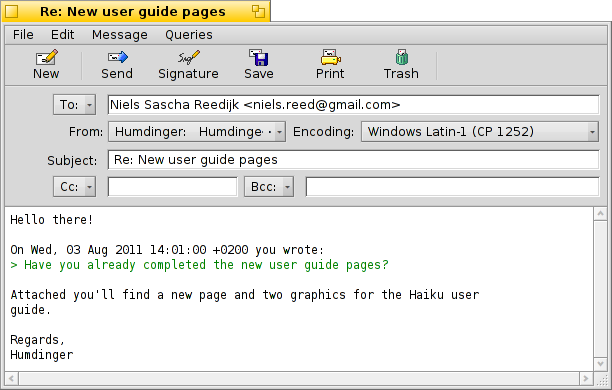 Re: New user guide pages
File Edit Message Queries
New Send Signature Save Print Trash
To: Niels Sascha Reedijk <niels.reed@gmail.com>
From: Humdinger: Humdinge· · Encoding: Windows Latin-1 (CP 1252)
Subject: Re: New user guide pages
Cc: Bcc:
Hello there!
On Wed, 03 Aug 2011 14:01:00 +0200 you wrote:
> Have you already completed the new user guide pages?
Attached you'll find a new page and two graphics for the Haiku user
guide.
Regards,
Humdinger